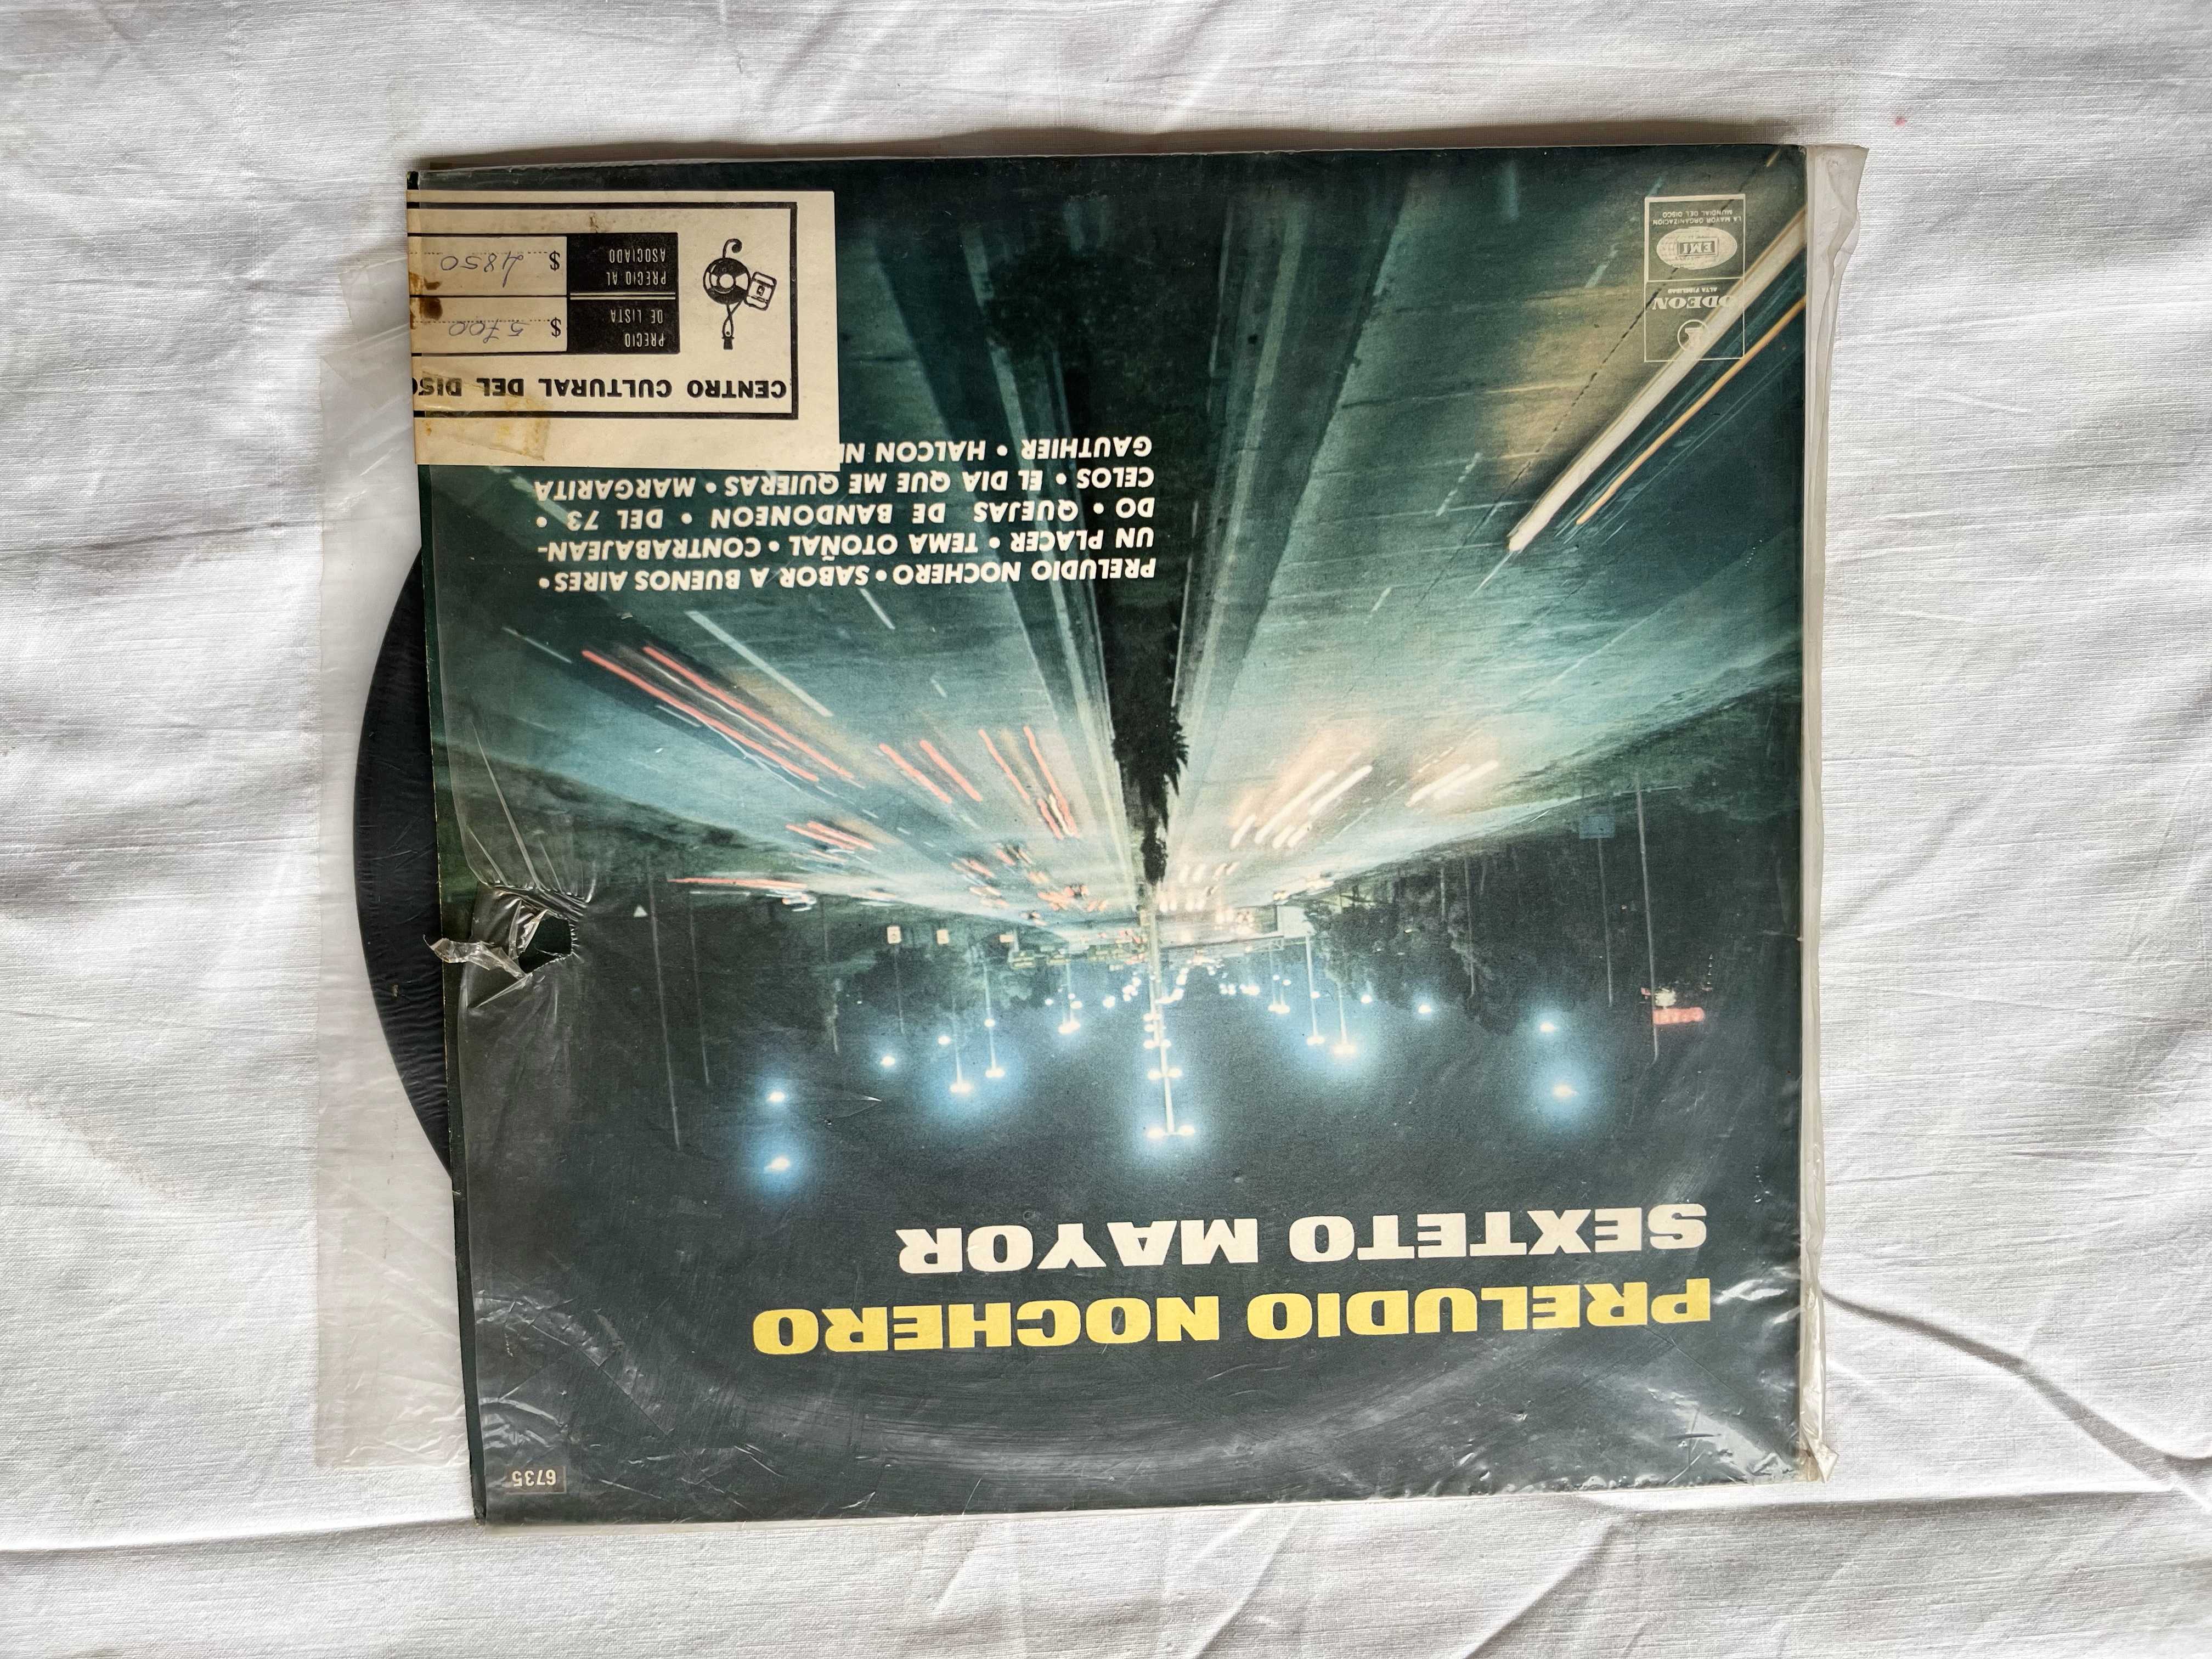 6735
PRELUDIO NOCHERO
SEXTETO MAYOR
PRELUDIO NOCHERO • SABOR A BUENOS AIRES •
UN PLACER • TEMA OTOÑAL • CONTRABAJEAN-
DO • QUEJAS DE BANDONEON • DEL 73 •
CELOS • EL DIA QUE ME QUIERAS • MARGARITA
GAUTHIER • HALCON
CENTRO CULTURAL DEL DISC
PRECIO
DE LISTA
$ 5700
PRECIO AL
ASOCIADO
$ 4850
ODEON
ALTA FIDELIDAD
EMI
LA MAYOR ORGANIZACION
MUNDIAL DEL DISCO